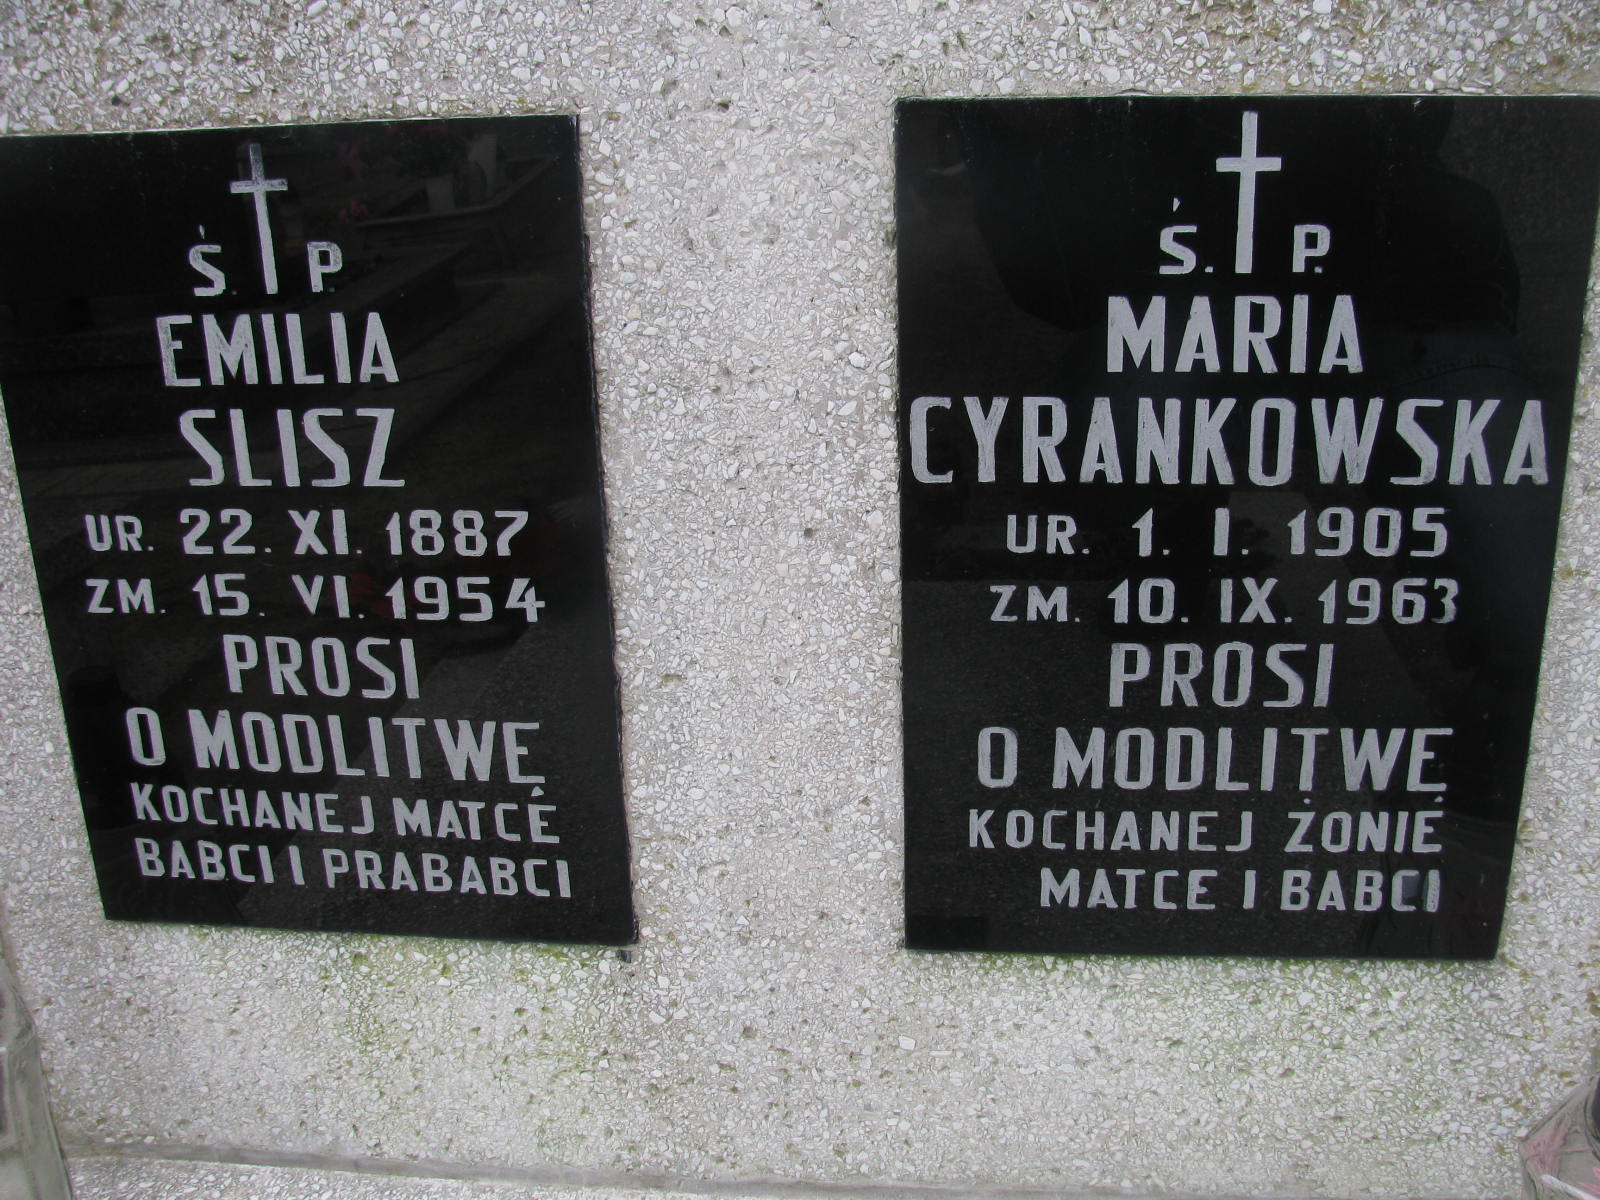 Ś. P.
EMILIA
SLISZ
UR. 22. XI. 1887
ZM. 15. VI. 1954
PROSI
O MODLITWĘ
KOCHANEJ MATCE
BABCI I PRABABCI
Ś. P.
MARIA
CYRANKOWSKA
UR. 1. I. 1905
ZM. 10. IX. 1963
PROSI
O MODLITWĘ
KOCHANEJ ŻONIE
MATCE I BABCI